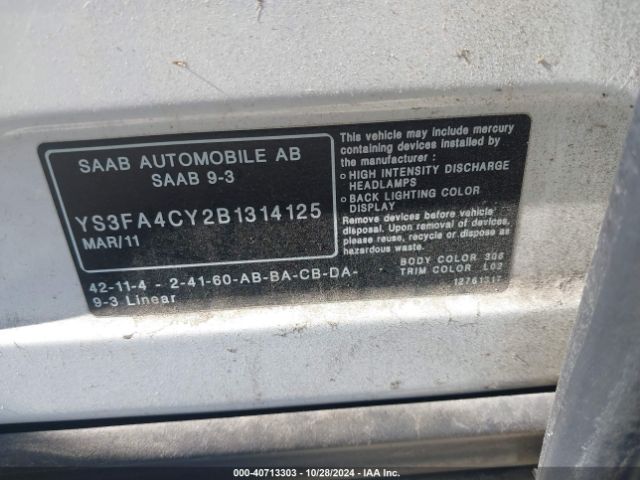 SAAB AUTOMOBILE AB
SAAB 9-3
YS3FA4CY2B1314125
MAR/11
42-11-4 - 2-41-60-AB-BA-CB-DA-
9-3 Linear
This vehicle may include mercury
containing devices installed by
the manufacturer :
○ HIGH INTENSITY DISCHARGE
HEADLAMPS
○ BACK LIGHTING COLOR
DISPLAY
Remove devices before vehicle
disposal. Upon removal of devices,
please reuse, recycle or dispose as
hazardous waste.
BODY COLOR 306
TRIM COLOR L02
12761317
000-40713303 - 10/28/2024 - IAA Inc.